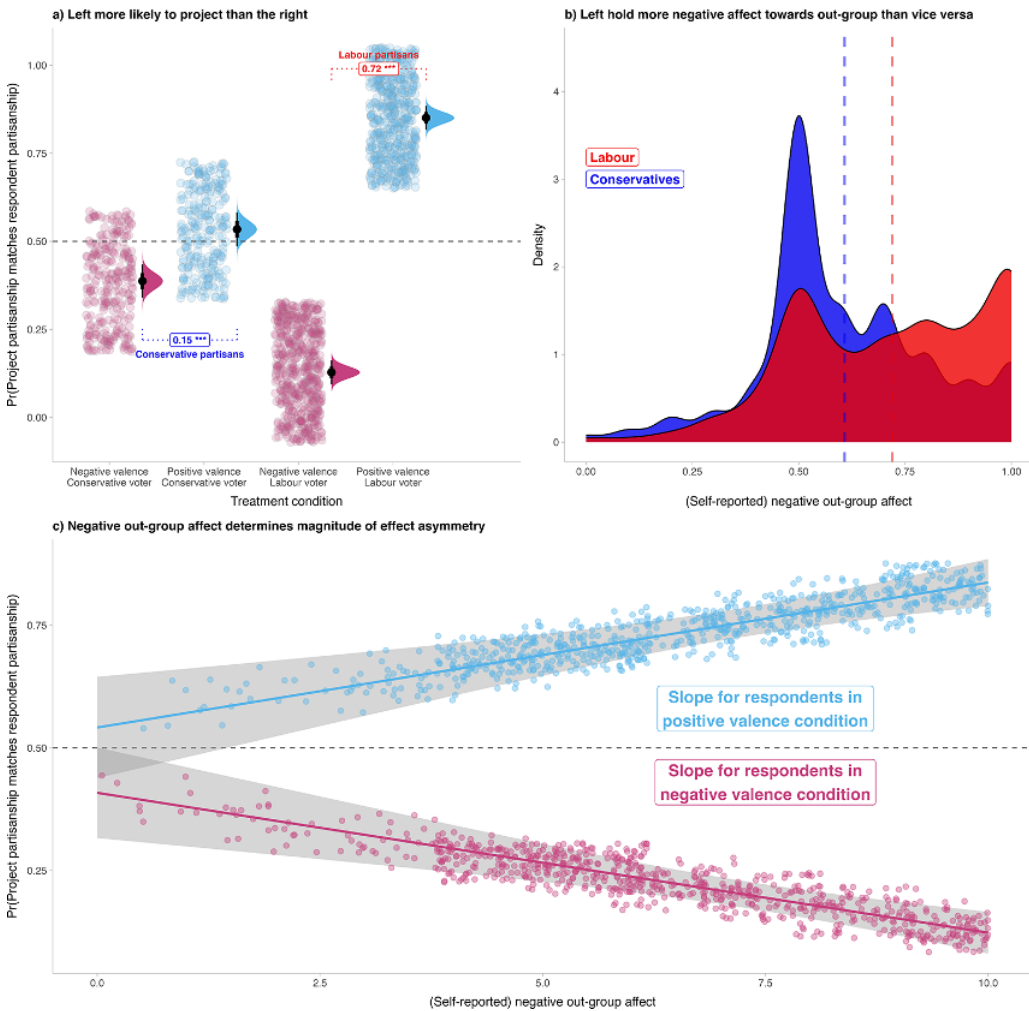 a) Left more likely to project than the right
Pr(Project partisanship matches respondent partisanship)
1.00
0.75
0.50
0.25
0.00
Labour partisans
0.72 ***
0.15 ***
Conservative partisans
Negative valence
Conservative voter
Positive valence
Conservative voter
Negative valence
Labour voter
Positive valence
Labour voter
Treatment condition
b) Left hold more negative affect towards out-group than vice versa
Density
4
3
2
1
0
Labour
Conservatives
0.00
0.25
0.50
0.75
1.00
(Self-reported) negative out-group affect
c) Negative out-group affect determines magnitude of effect asymmetry
Pr(Project partisanship matches respondent partisanship)
0.75
0.50
0.25
Slope for respondents in
positive valence condition
Slope for respondents in
negative valence condition
0.0
2.5
5.0
7.5
10.0
(Self-reported) negative out-group affect